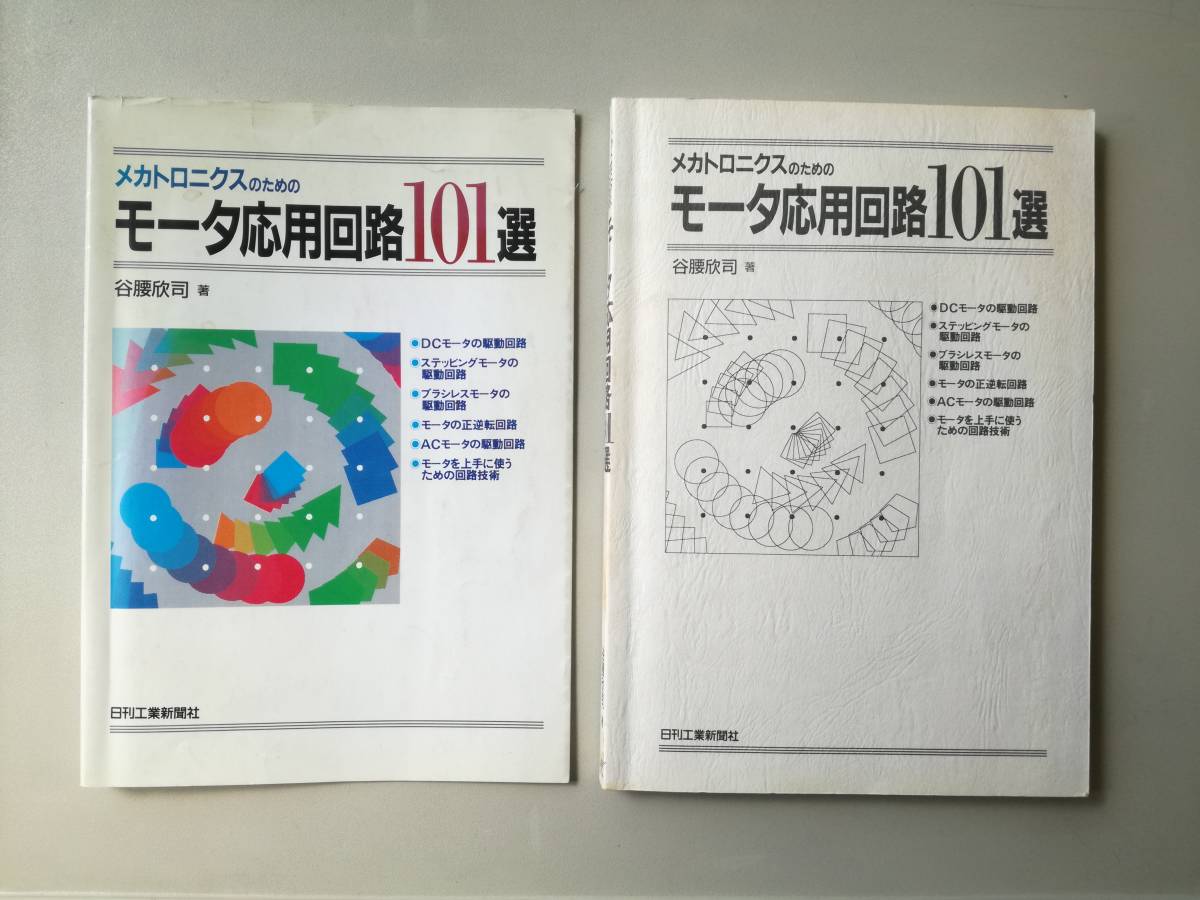 メカトロニクスのための
モータ応用回路101選
谷腰欣司 著
●DCモータの駆動回路
●ステッピングモータの
駆動回路
●ブラシレスモータの
駆動回路
●モータの正逆転回路
●ACモータの駆動回路
●モータを上手に使う
ための回路技術
日刊工業新聞社
メカトロニクスのための
モータ応用回路101選
谷腰欣司 著
●DCモータの駆動回路
●ステッピングモータの
駆動回路
●ブラシレスモータの
駆動回路
●モータの正逆転回路
●ACモータの駆動回路
●モータを上手に使う
ための回路技術
日刊工業新聞社